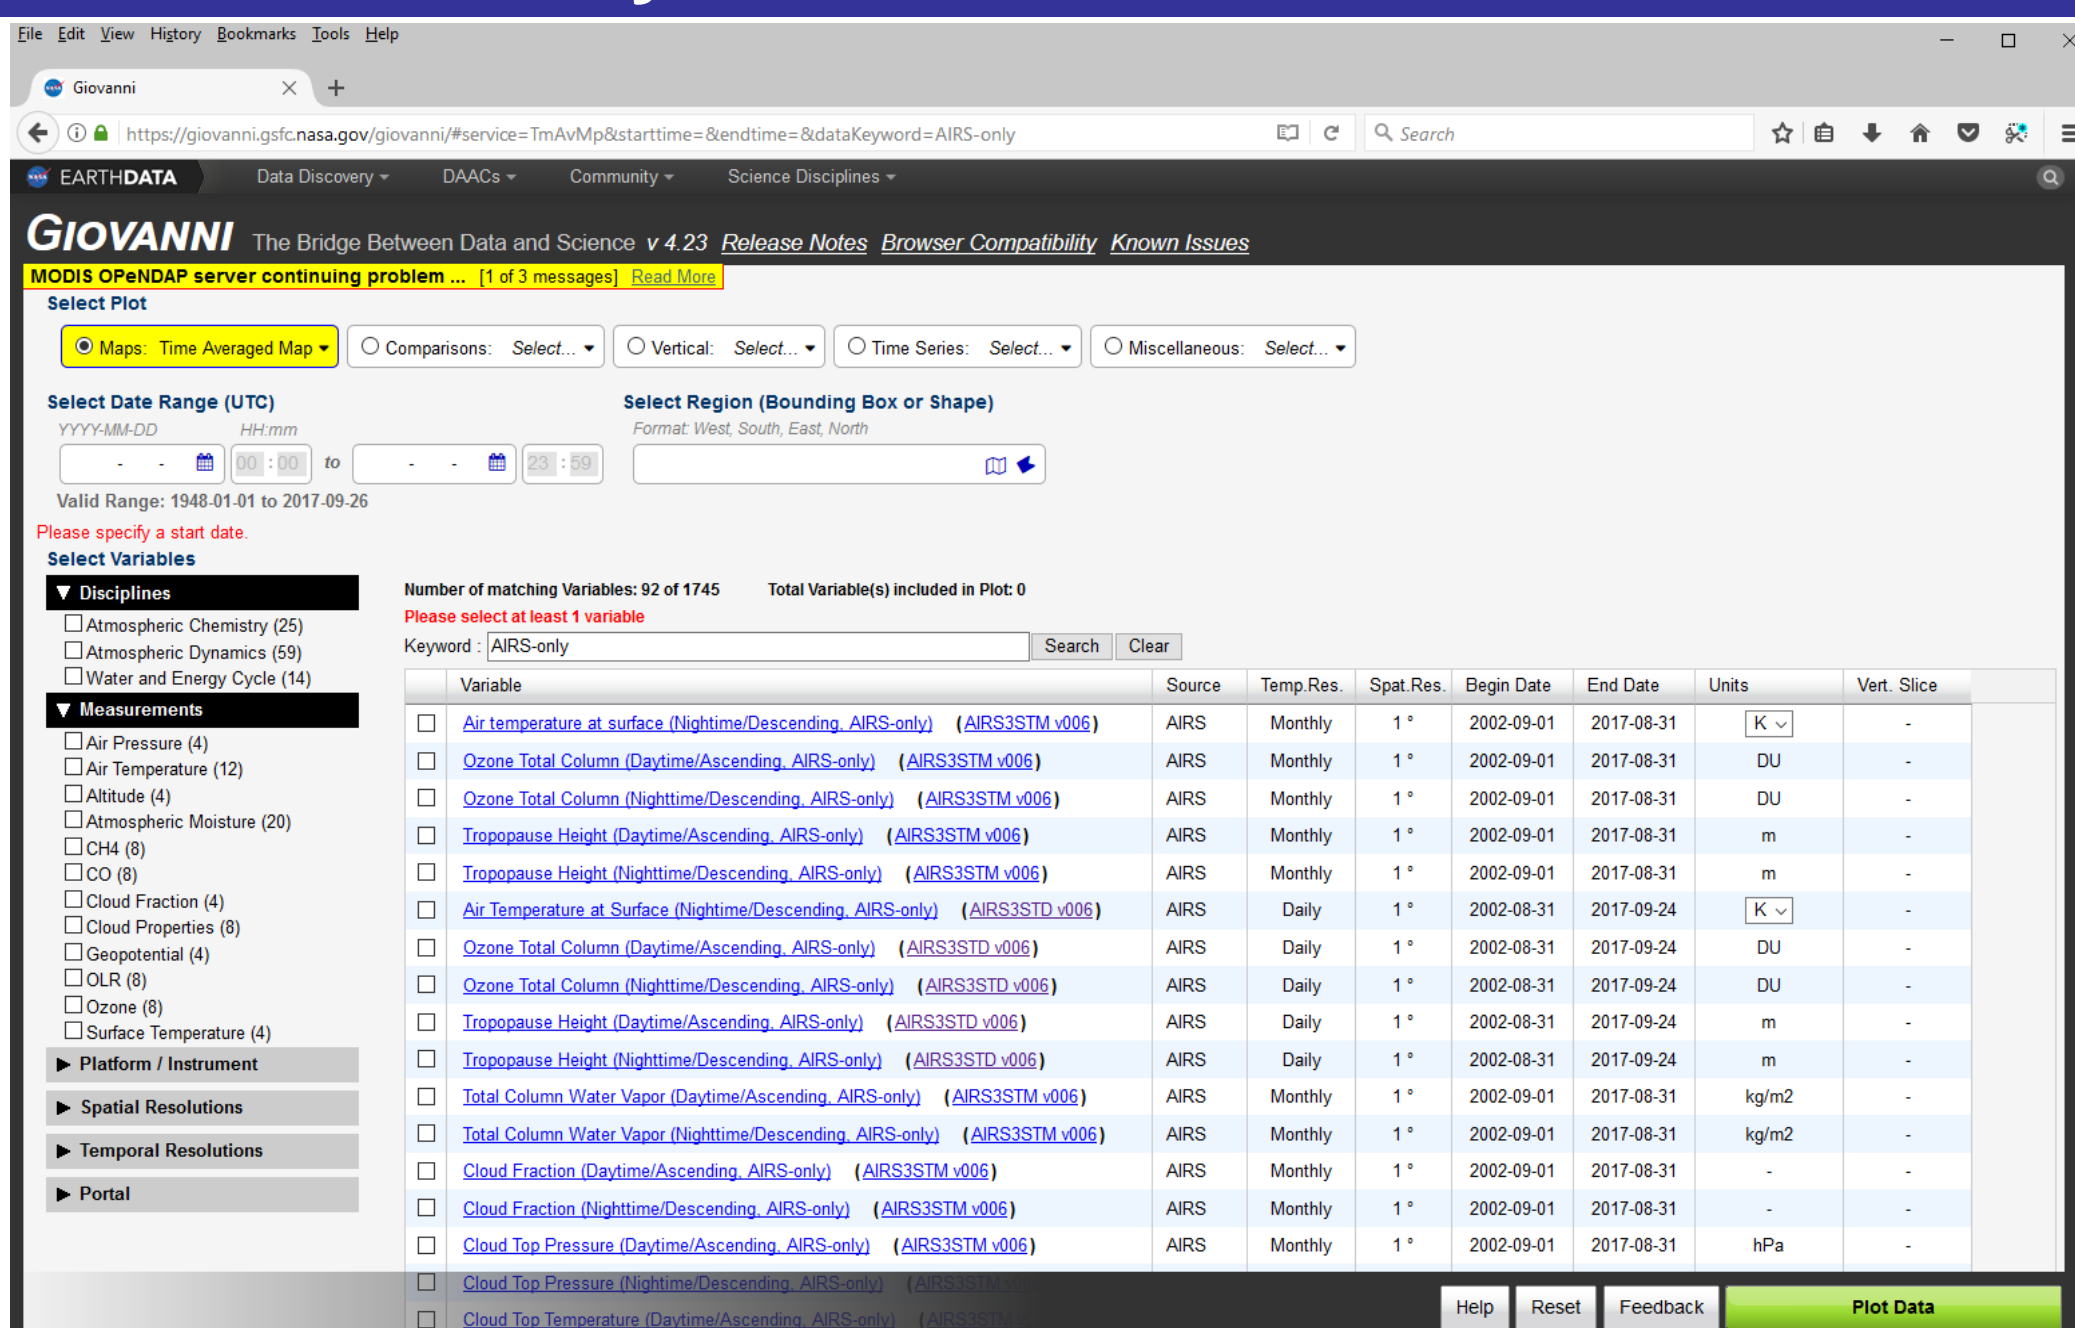 File Edit View History Bookmarks Tools Help
Giovanni
https://giovanni.gsfc.nasa.gov/giovanni/#service=TmAvMp&starttime=&endtime=&dataKeyword=AIRS-only Search
EARTHDATA Data Discovery DAACs Community Science Disciplines
GIOVANNI The Bridge Between Data and Science v 4.23 Release Notes Browser Compatibility Known Issues
MODIS OPeNDAP server continuing problem ... [1 of 3 messages] Read More
Select Plot
Maps: Time Averaged Map Comparisons: Select... Vertical: Select... Time Series: Select... Miscellaneous: Select...
Select Date Range (UTC) Select Region (Bounding Box or Shape)
YYYY-MM-DD HH:mm Format: West, South, East, North
- - 00 : 00 to - - 23 : 59
Valid Range: 1948-01-01 to 2017-09-26
Please specify a start date.
Select Variables
Disciplines
Atmospheric Chemistry (25)
Atmospheric Dynamics (59)
Water and Energy Cycle (14)
Measurements
Air Pressure (4)
Air Temperature (12)
Altitude (4)
Atmospheric Moisture (20)
CH4 (8)
CO (8)
Cloud Fraction (4)
Cloud Properties (8)
Geopotential (4)
OLR (8)
Ozone (8)
Surface Temperature (4)
Platform / Instrument
Spatial Resolutions
Temporal Resolutions
Portal
Number of matching Variables: 92 of 1745 Total Variable(s) included in Plot: 0
Please select at least 1 variable
Keyword : AIRS-only Search Clear
Variable Source Temp.Res. Spat.Res. Begin Date End Date Units Vert. Slice
Air temperature at surface (Nightime/Descending, AIRS-only) (AIRS3STM v006) AIRS Monthly 1 ° 2002-09-01 2017-08-31 K -
Ozone Total Column (Daytime/Ascending, AIRS-only) (AIRS3STM v006) AIRS Monthly 1 ° 2002-09-01 2017-08-31 DU -
Ozone Total Column (Nighttime/Descending, AIRS-only) (AIRS3STM v006) AIRS Monthly 1 ° 2002-09-01 2017-08-31 DU -
Tropopause Height (Daytime/Ascending, AIRS-only) (AIRS3STM v006) AIRS Monthly 1 ° 2002-09-01 2017-08-31 m -
Tropopause Height (Nighttime/Descending, AIRS-only) (AIRS3STM v006) AIRS Monthly 1 ° 2002-09-01 2017-08-31 m -
Air Temperature at Surface (Nightime/Descending, AIRS-only) (AIRS3STD v006) AIRS Daily 1 ° 2002-08-31 2017-09-24 K -
Ozone Total Column (Daytime/Ascending, AIRS-only) (AIRS3STD v006) AIRS Daily 1 ° 2002-08-31 2017-09-24 DU -
Ozone Total Column (Nighttime/Descending, AIRS-only) (AIRS3STD v006) AIRS Daily 1 ° 2002-08-31 2017-09-24 DU -
Tropopause Height (Daytime/Ascending, AIRS-only) (AIRS3STD v006) AIRS Daily 1 ° 2002-08-31 2017-09-24 m -
Tropopause Height (Nighttime/Descending, AIRS-only) (AIRS3STD v006) AIRS Daily 1 ° 2002-08-31 2017-09-24 m -
Total Column Water Vapor (Daytime/Ascending, AIRS-only) (AIRS3STM v006) AIRS Monthly 1 ° 2002-09-01 2017-08-31 kg/m2 -
Total Column Water Vapor (Nighttime/Descending, AIRS-only) (AIRS3STM v006) AIRS Monthly 1 ° 2002-09-01 2017-08-31 kg/m2 -
Cloud Fraction (Daytime/Ascending, AIRS-only) (AIRS3STM v006) AIRS Monthly 1 ° 2002-09-01 2017-08-31 - -
Cloud Fraction (Nighttime/Descending, AIRS-only) (AIRS3STM v006) AIRS Monthly 1 ° 2002-09-01 2017-08-31 - -
Cloud Top Pressure (Daytime/Ascending, AIRS-only) (AIRS3STM v006) AIRS Monthly 1 ° 2002-09-01 2017-08-31 hPa -
Cloud Top Pressure (Nightime/Descending, AIRS-only) (AIRS3STM
Cloud Top Temperature (Daytime/Ascending, AIRS-only) (AIRS3STM
Help Reset Feedback Plot Data